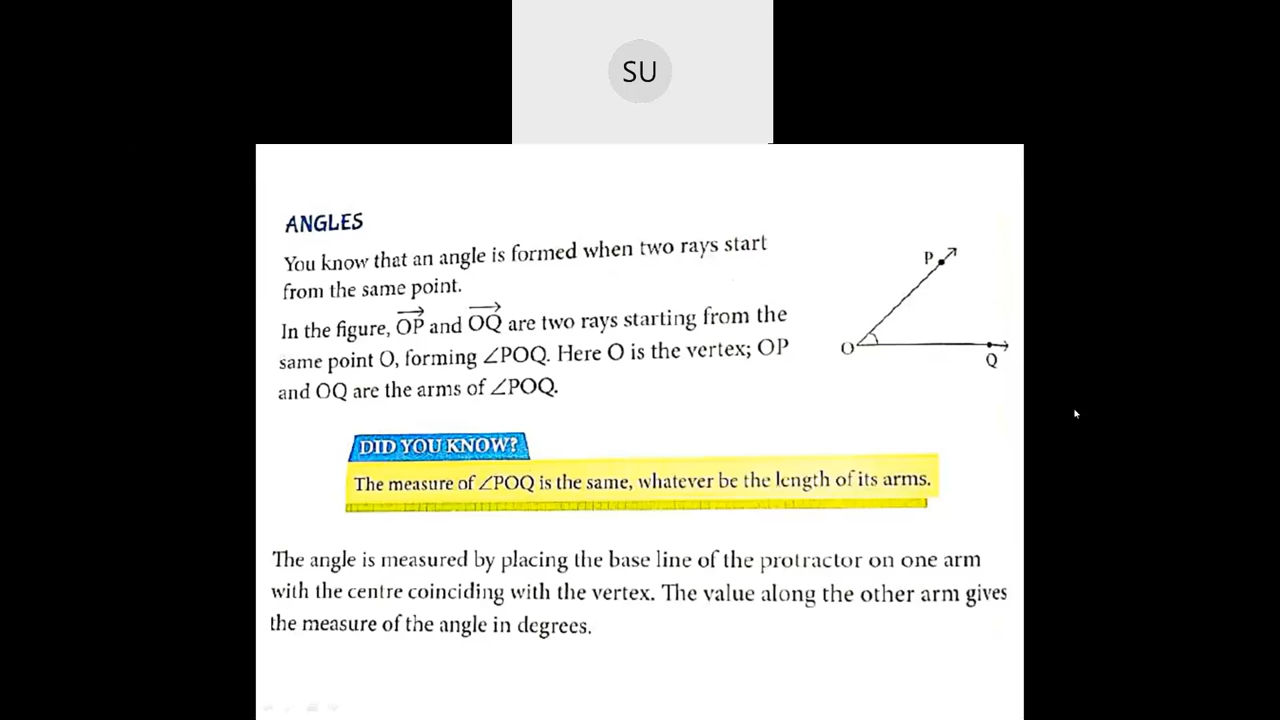 SU
ANGLES
You know that an angle is formed when two rays start
from the same point.
In the figure, OP and OQ are two rays starting from the
same point O, forming ∠POQ. Here O is the vertex; OP
and OQ are the arms of ∠POQ.
P
O
Q
DID YOU KNOW?
The measure of ∠POQ is the same, whatever be the length of its arms.
The angle is measured by placing the base line of the protractor on one arm
with the centre coinciding with the vertex. The value along the other arm gives
the measure of the angle in degrees.